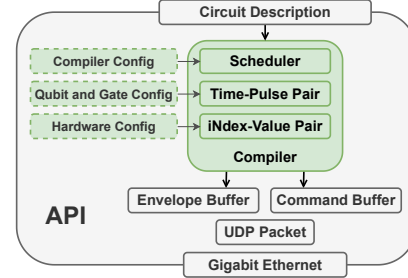 Circuit Description
Compiler Config
Scheduler
Qubit and Gate Config
Time-Pulse Pair
Hardware Config
iNdex-Value Pair
Compiler
Envelope Buffer
Command Buffer
API
UDP Packet
Gigabit Ethernet